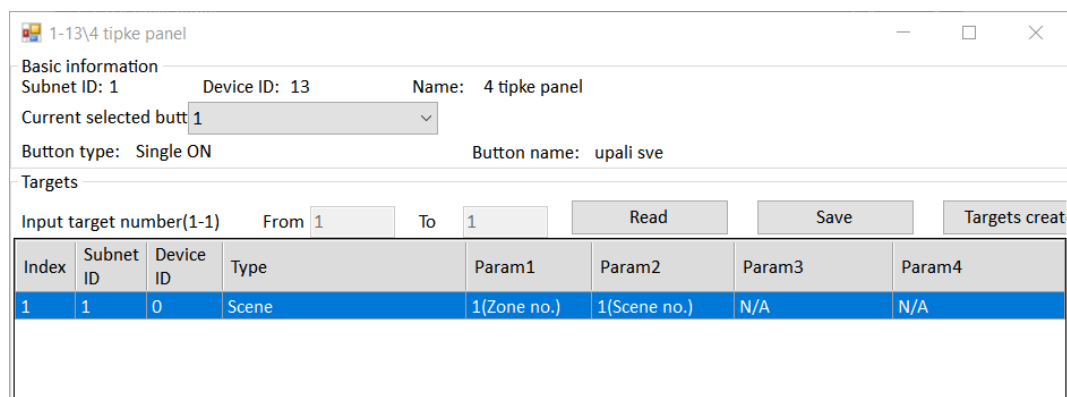 1-13\4 tipke panel
Basic information
Subnet ID: 1 Device ID: 13 Name: 4 tipke panel
Current selected butt 1
Button type: Single ON Button name: upali sve
Targets
Input target number(1-1) From 1 To 1 Read Save Targets creat
Index Subnet ID Device ID Type Param1 Param2 Param3 Param4
1 1 0 Scene 1(Zone no.) 1(Scene no.) N/A N/A